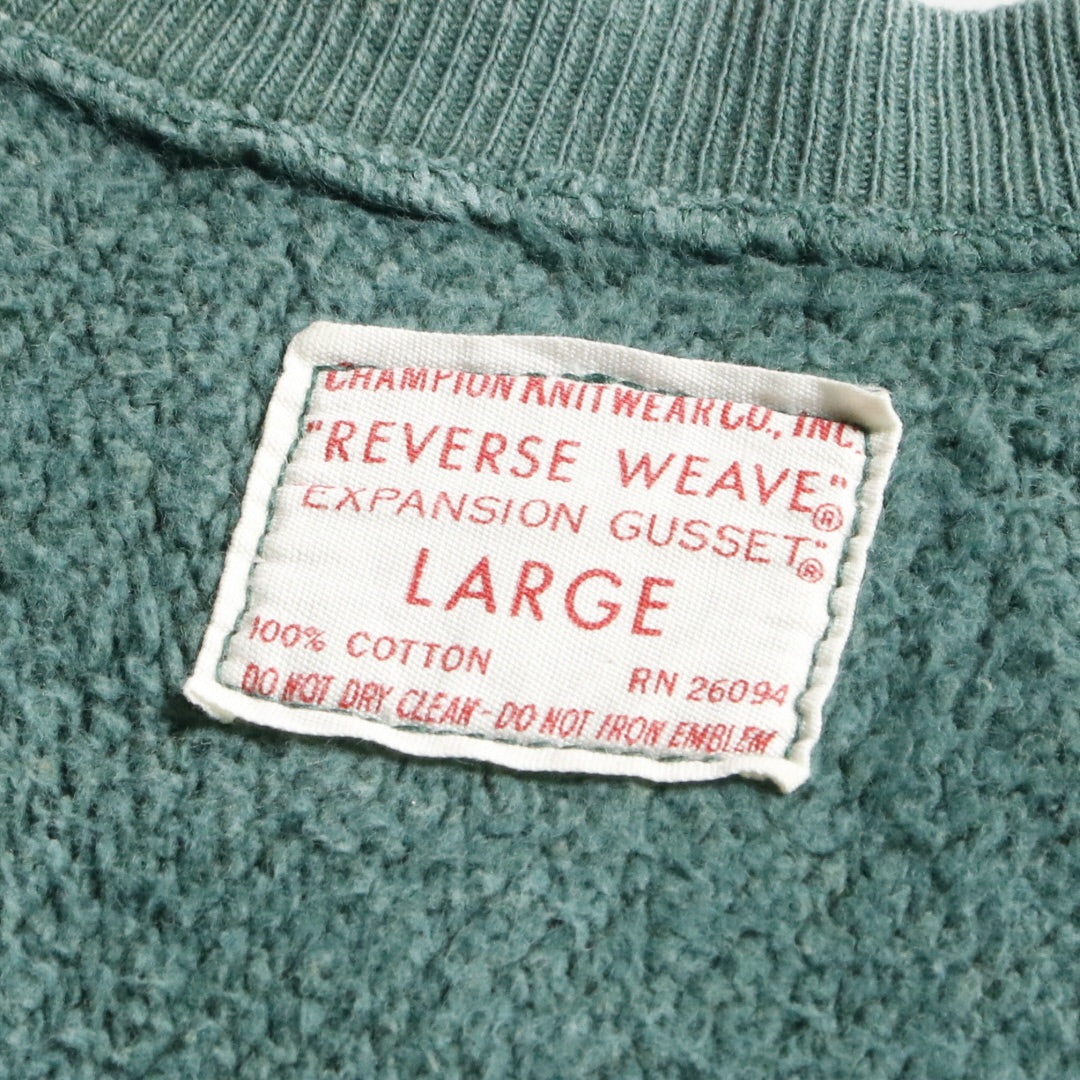 CHAMPION KNITWEAR CO., INC.
"REVERSE WEAVE"®
EXPANSION GUSSET"®
LARGE
100% COTTON RN 26094
DO NOT DRY CLEAN-DO NOT IRON EMBLEM